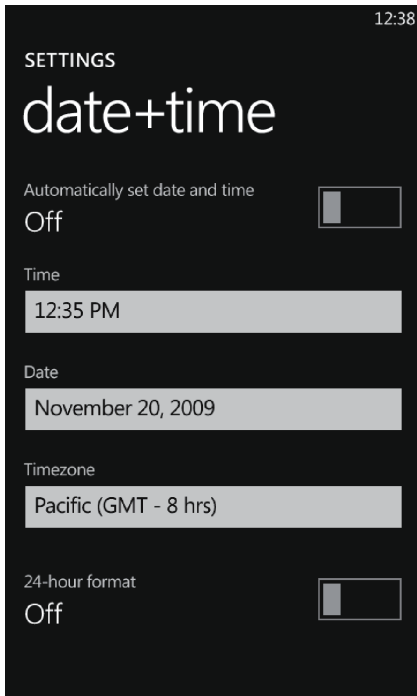 12:38
SETTINGS
date+time
Automatically set date and time
Off
Time
12:35 PM
Date
November 20, 2009
Timezone
Pacific (GMT - 8 hrs)
24-hour format
Off